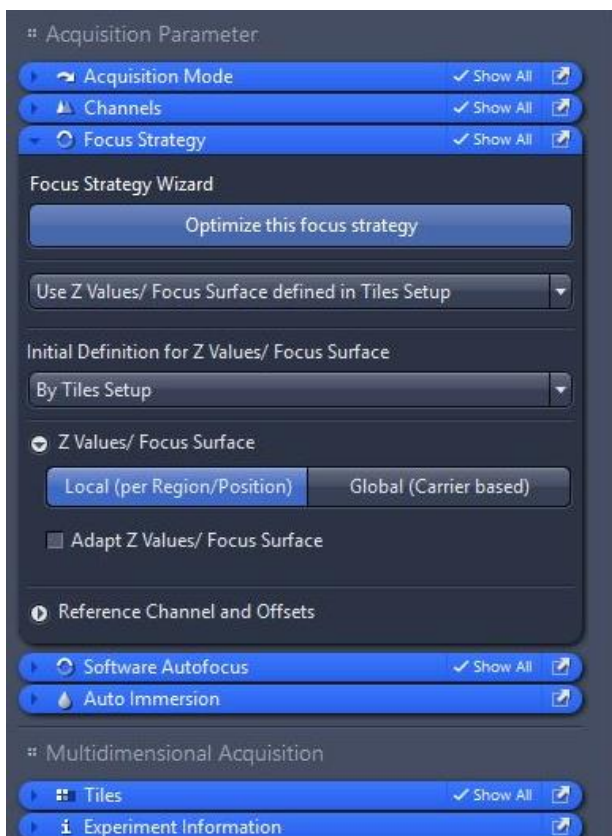 Acquisition Parameter
Acquisition Mode Show All
Channels Show All
Focus Strategy Show All
Focus Strategy Wizard
Optimize this focus strategy
Use Z Values/ Focus Surface defined in Tiles Setup
Initial Definition for Z Values/ Focus Surface
By Tiles Setup
Z Values/ Focus Surface
Local (per Region/Position) Global (Carrier based)
Adapt Z Values/ Focus Surface
Reference Channel and Offsets
Software Autofocus Show All
Auto Immersion
Multidimensional Acquisition
Tiles Show All
Experiment Information